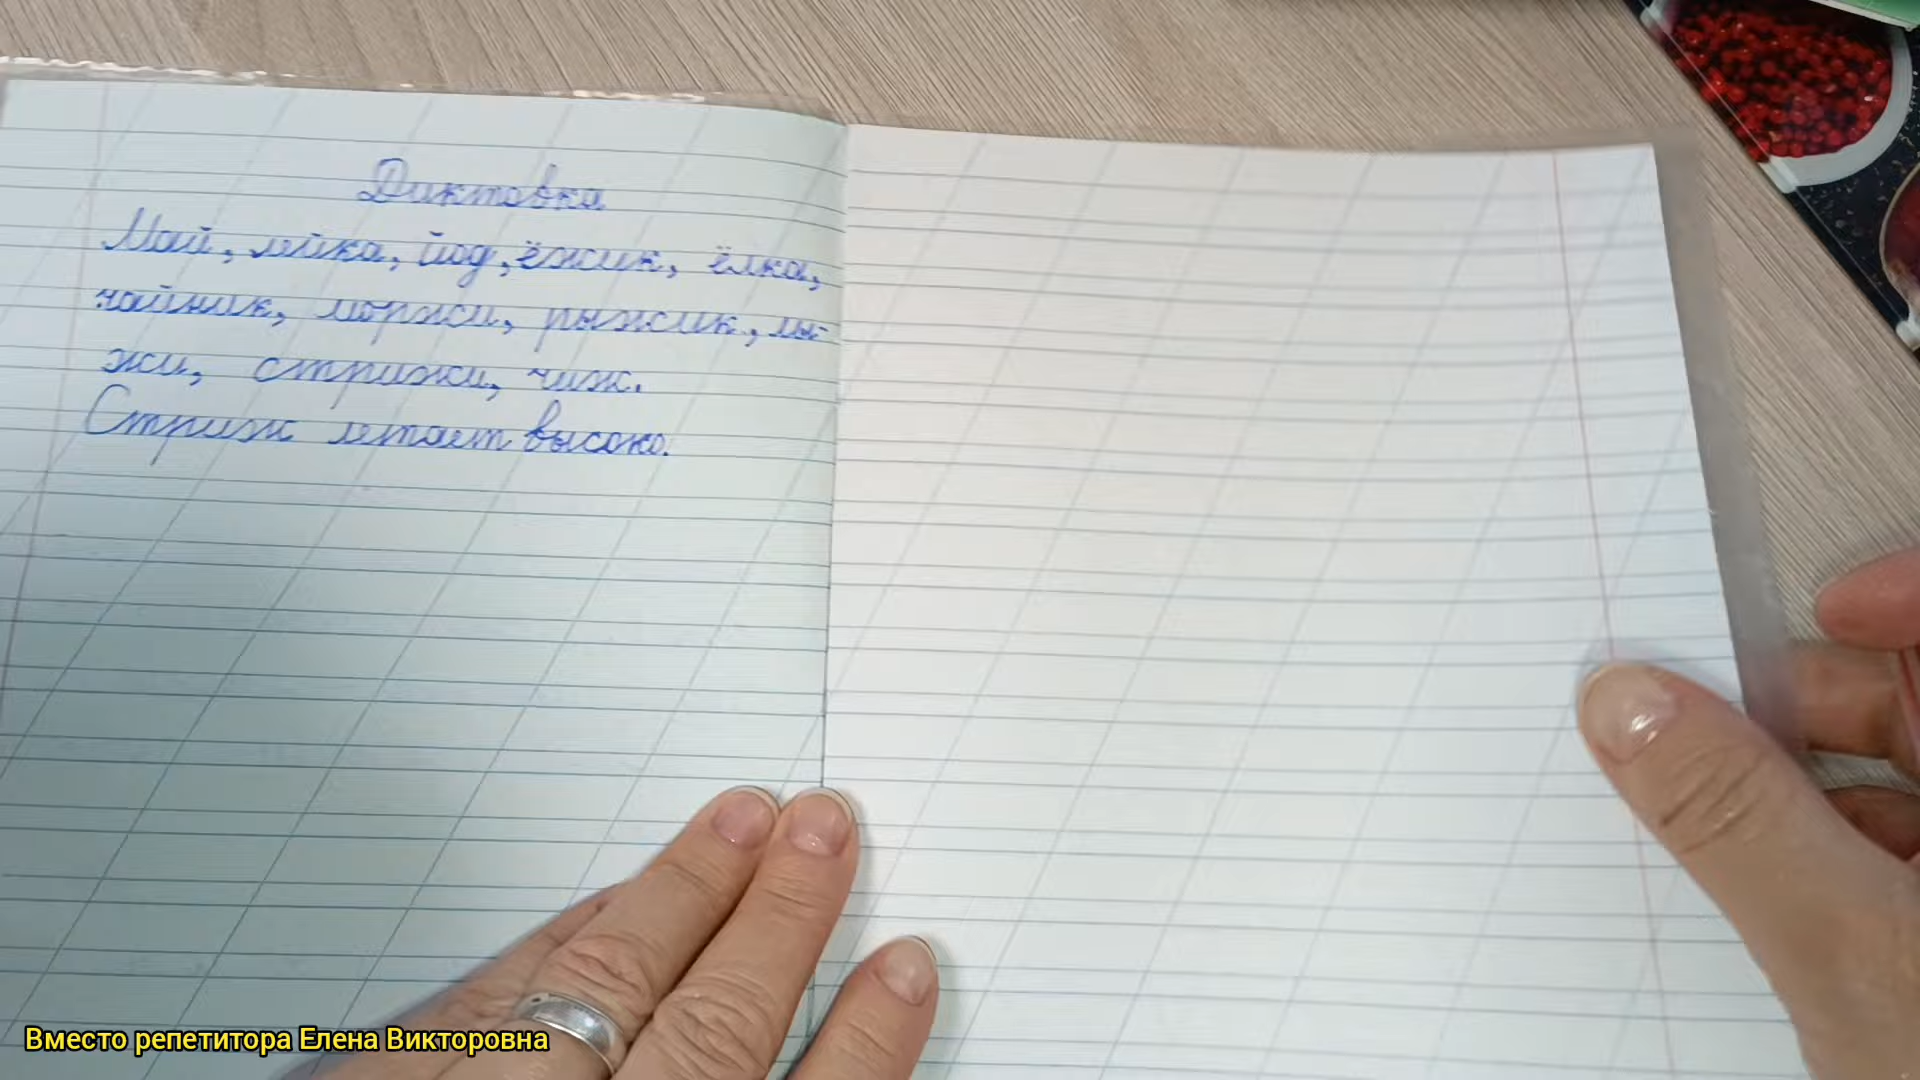 Диктовка
Май, лейка, йод, ёжик, ёлка,
чайник, моржи, рыжик, лы-
жи, стрижи, чиж.
Стриж летает высоко.
Вместо репетитора Елена Викторовна